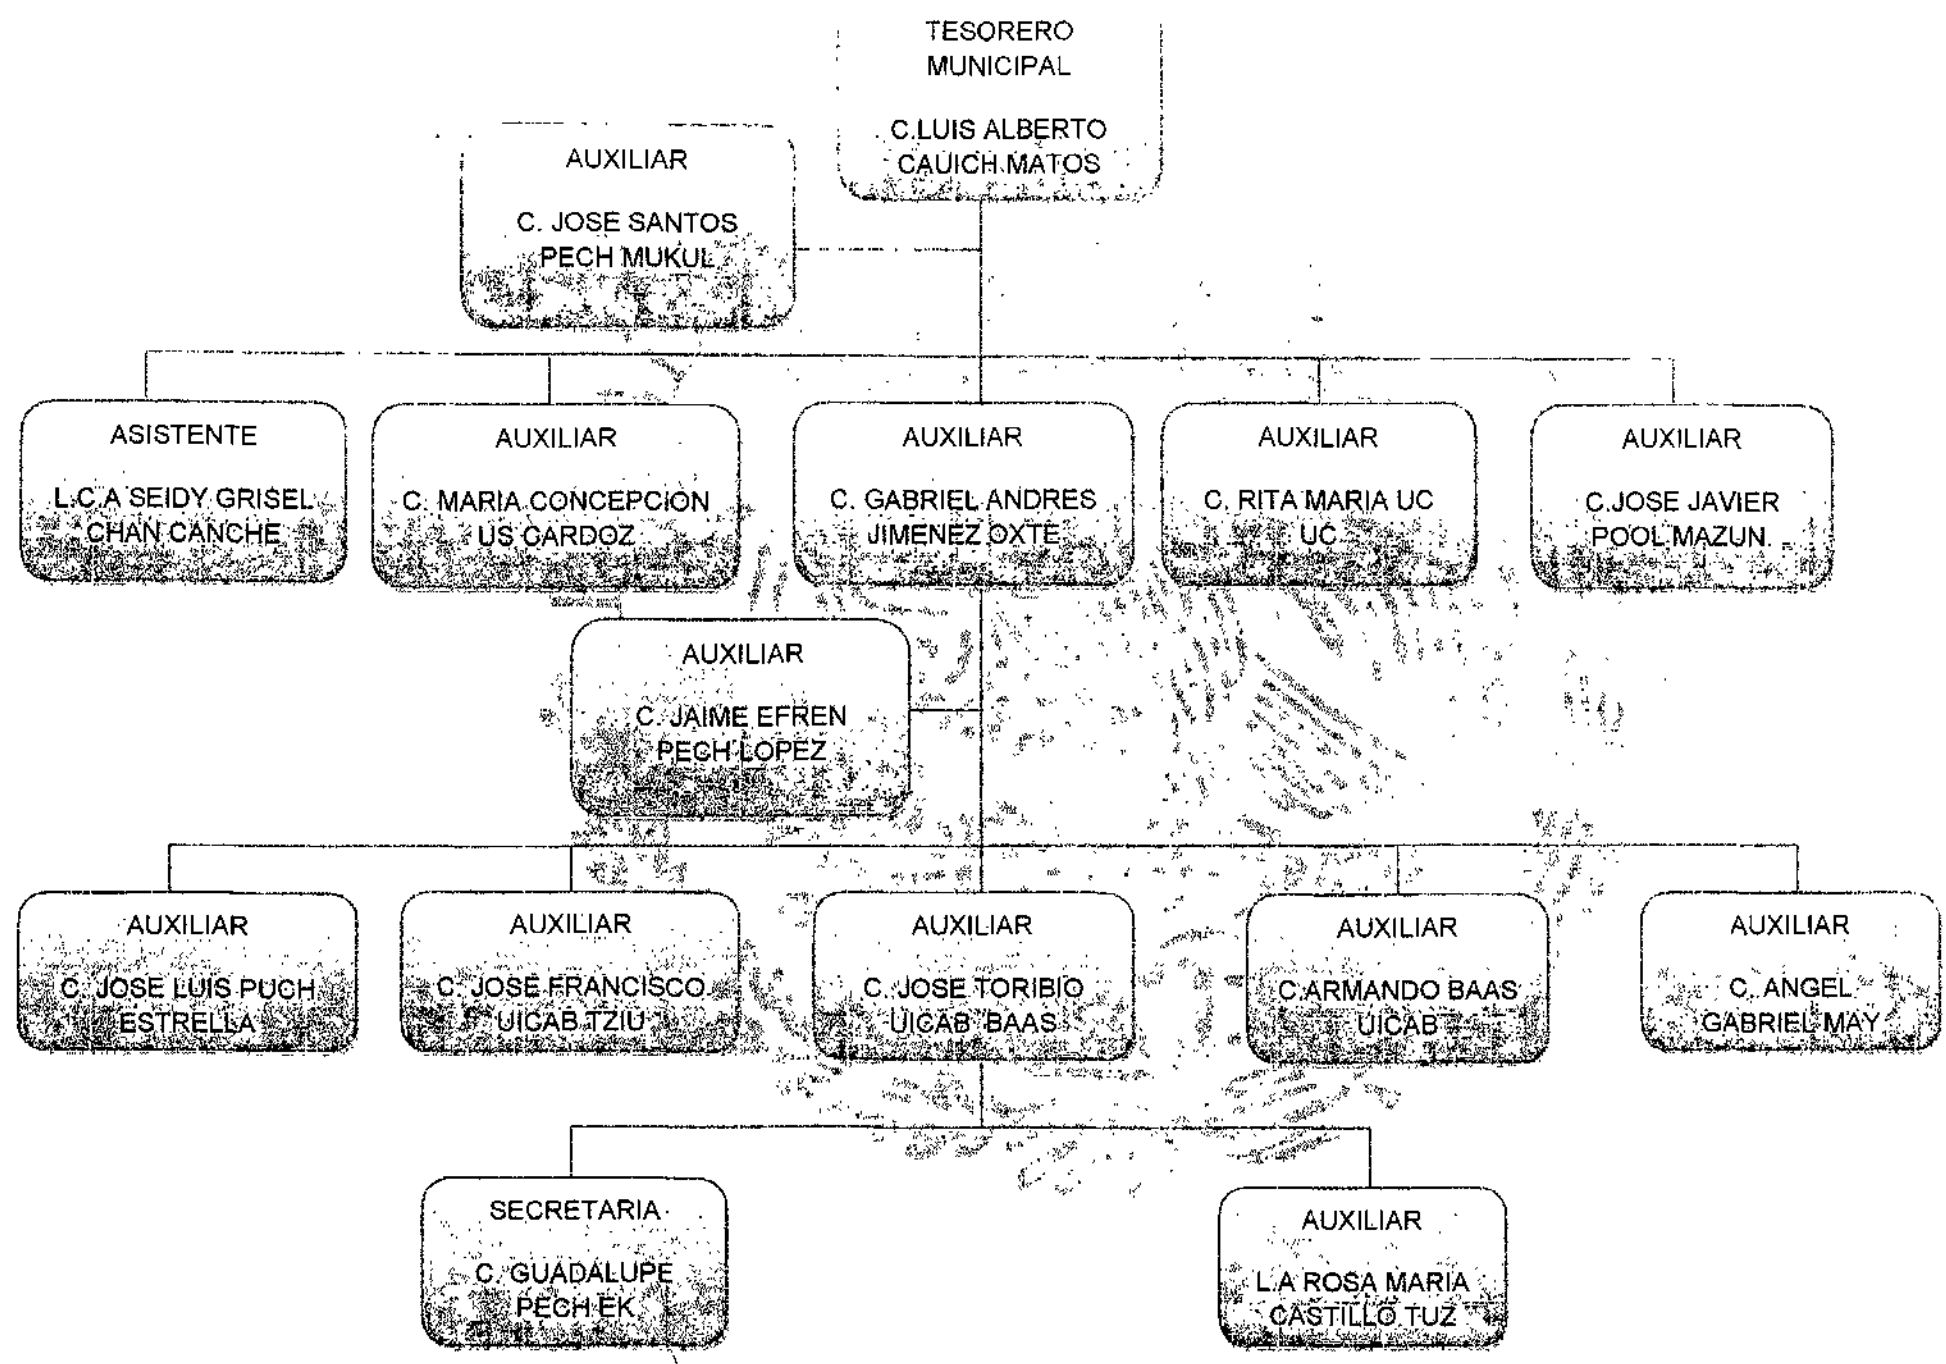 TESORERO
MUNICIPAL
C.LUIS ALBERTO
CAUICH MATOS
AUXILIAR
C. JOSE SANTOS
PECH MUKUL
ASISTENTE
L.C.A SEIDY GRISEL
CHAN CANCHE
AUXILIAR
C. MARIA CONCEPCION
US CARDOZ
AUXILIAR
C. GABRIEL ANDRES
JIMENEZ OXTE
AUXILIAR
C. RITA MARIA UC
UC
AUXILIAR
C.JOSE JAVIER
POOL MAZUN.
AUXILIAR
C. JAIME EFREN
PECH LOPEZ
AUXILIAR
C. JOSE LUIS PUCH
ESTRELLA
AUXILIAR
C. JOSE FRANCISCO
UICAB TZIU
AUXILIAR
C. JOSE TORIBIO
UICAB BAAS
AUXILIAR
C.ARMANDO BAAS
UICAB
AUXILIAR
C. ANGEL
GABRIEL MAY
SECRETARIA
C. GUADALUPE
PECH EK
AUXILIAR
L.A ROSA MARIA
CASTILLO TUZ